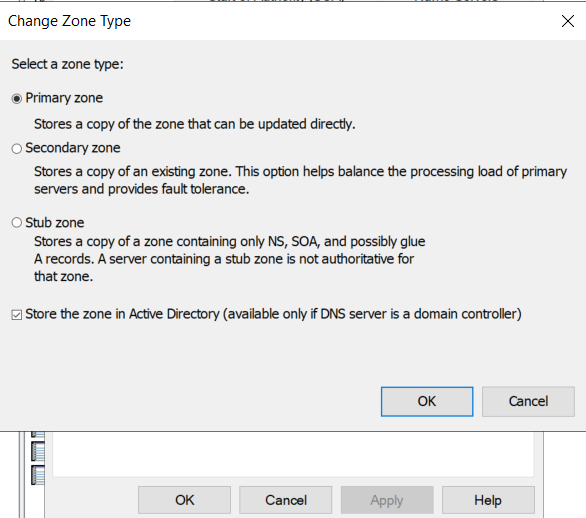 Change Zone Type
Select a zone type:
Primary zone
Stores a copy of the zone that can be updated directly.
Secondary zone
Stores a copy of an existing zone. This option helps balance the processing load of primary
servers and provides fault tolerance.
Stub zone
Stores a copy of a zone containing only NS, SOA, and possibly glue
A records. A server containing a stub zone is not authoritative for
that zone.
Store the zone in Active Directory (available only if DNS server is a domain controller)
OK Cancel
OK Cancel Apply Help